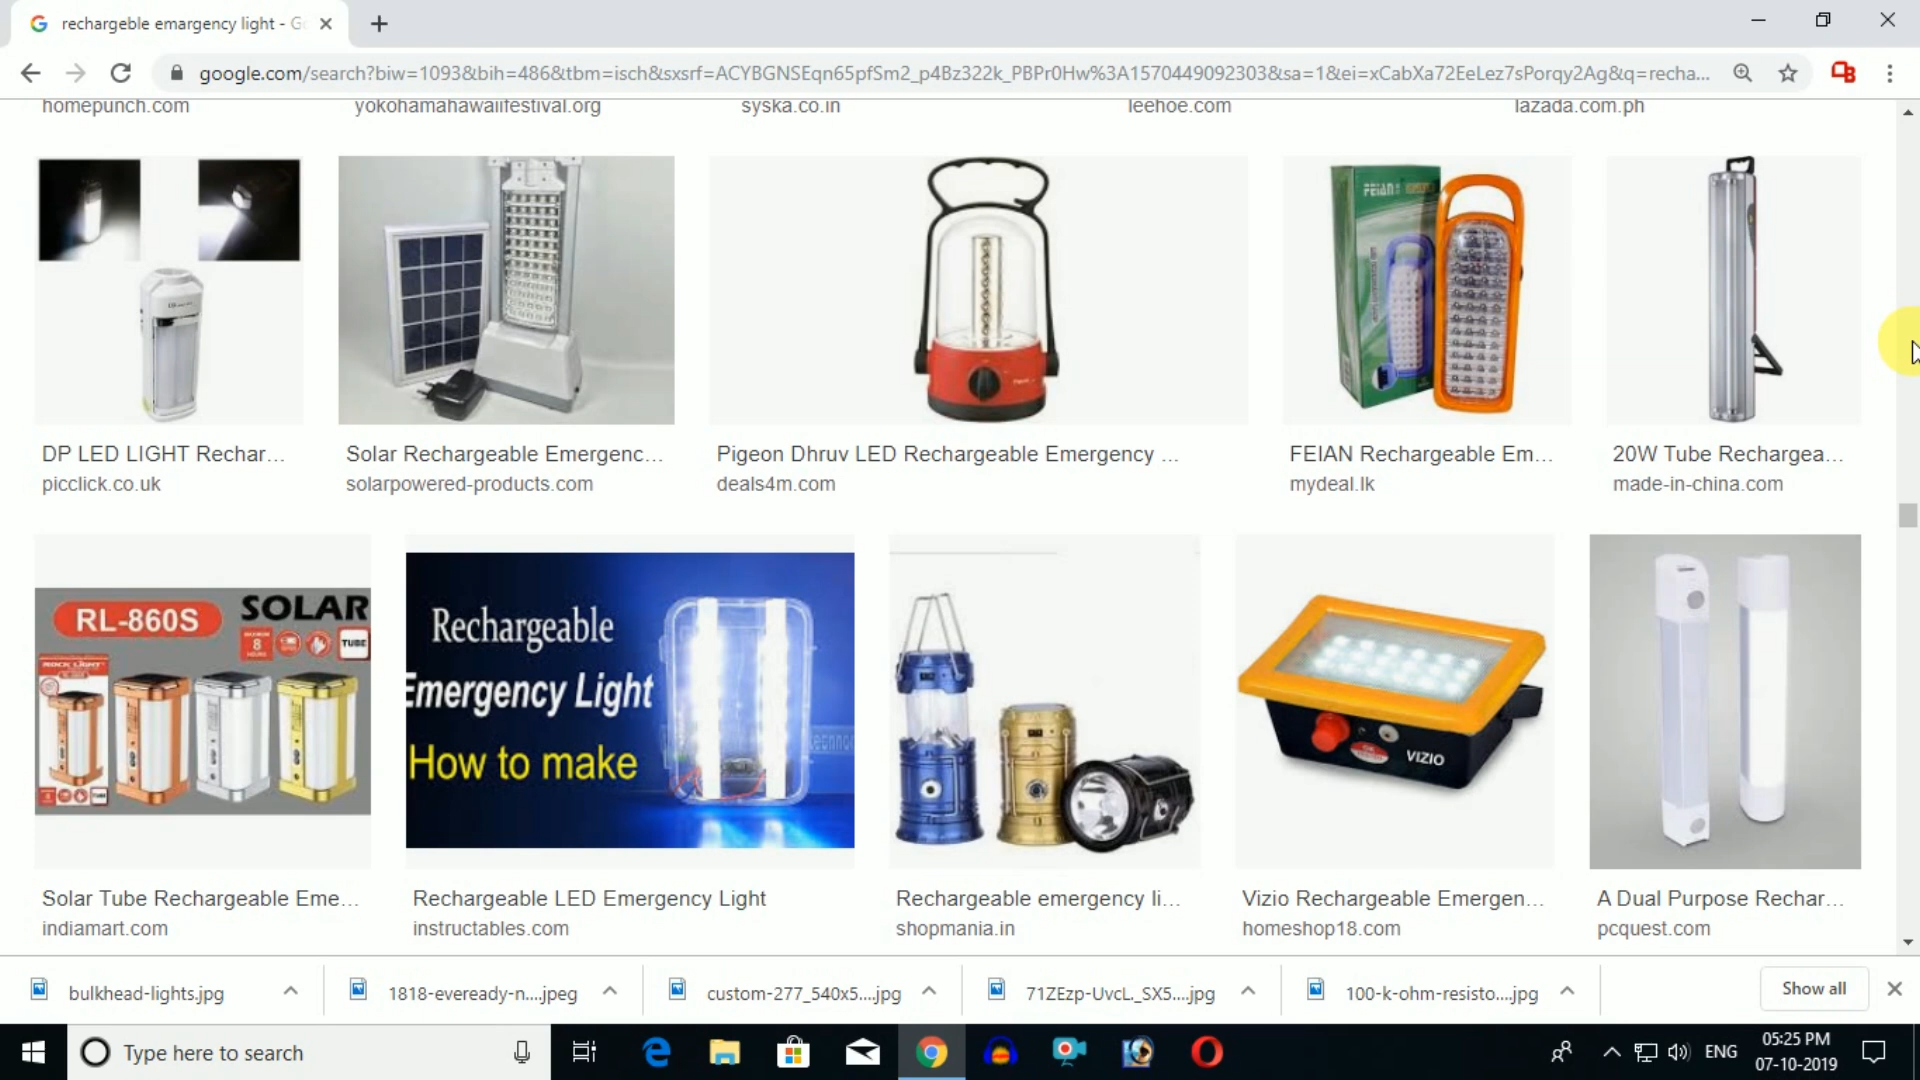 rechargeble emargency light - G
google.com/search?biw=1093&bih=486&tbm=isch&sxsrf=ACYBGNSEqn65pfSm2_p4Bz322k_PBPr0Hw%3A1570449092303&sa=1&ei=xCabXa72EeLez7sPorqy2Ag&q=recha...
homepunch.com
yokohamahawaiifestival.org
syska.co.in
leehoe.com
lazada.com.ph
FEIAN
DP LED LIGHT Rechar...
Solar Rechargeable Emergenc...
Pigeon Dhruv LED Rechargeable Emergency ...
FEIAN Rechargeable Em...
20W Tube Rechargea...
picclick.co.uk
solarpowered-products.com
deals4m.com
mydeal.lk
made-in-china.com
RL-860S
SOLAR
8
TUBE
ROCK LIGHT
Rechargeable
Emergency Light
How to make
VIZIO
Solar Tube Rechargeable Eme...
Rechargeable LED Emergency Light
Rechargeable emergency li...
Vizio Rechargeable Emergen...
A Dual Purpose Rechar...
indiamart.com
instructables.com
shopmania.in
homeshop18.com
pcquest.com
bulkhead-lights.jpg
1818-eveready-n....jpeg
custom-277_540x5....jpg
71ZEzp-UvcL._SX5....jpg
100-k-ohm-resisto....jpg
Show all
Type here to search
ENG
05:25 PM
07-10-2019